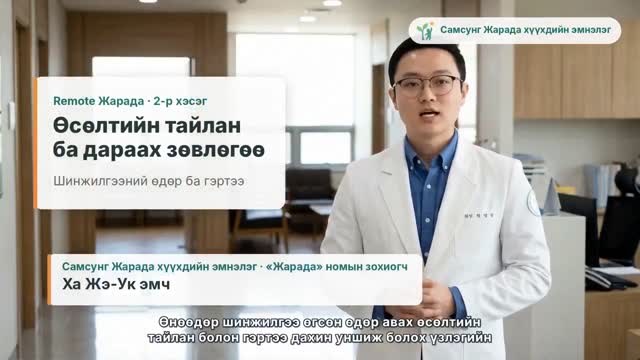 Самсунг Жарада хүүхдийн эмнэлэг
Remote Жарада · 2-р хэсэг
Өсөлтийн тайлан
ба дараах зөвлөгөө
Шинжилгээний өдөр ба гэртээ
Самсунг Жарада хүүхдийн эмнэлэг · «Жарада» номын зохиогч
Ха Жэ-Ук эмч
Өнөөдөр шинжилгээ өгсөн өдөр авах өсөлтийн
тайлан болон гэртээ дахин уншиж болох үзлэгийн